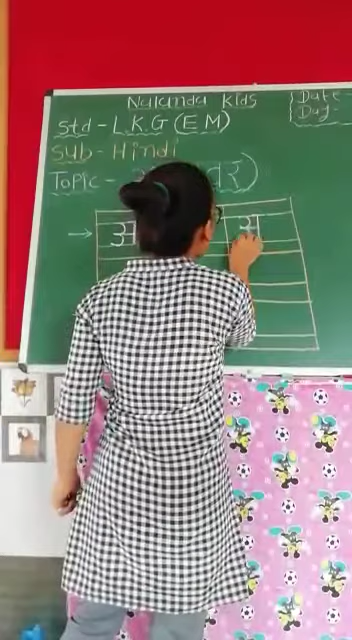 Nalanda Kids
Std - L.K.G (E M)
Date -
Day -
Sub - Hindi
Topic -
→ अ अ